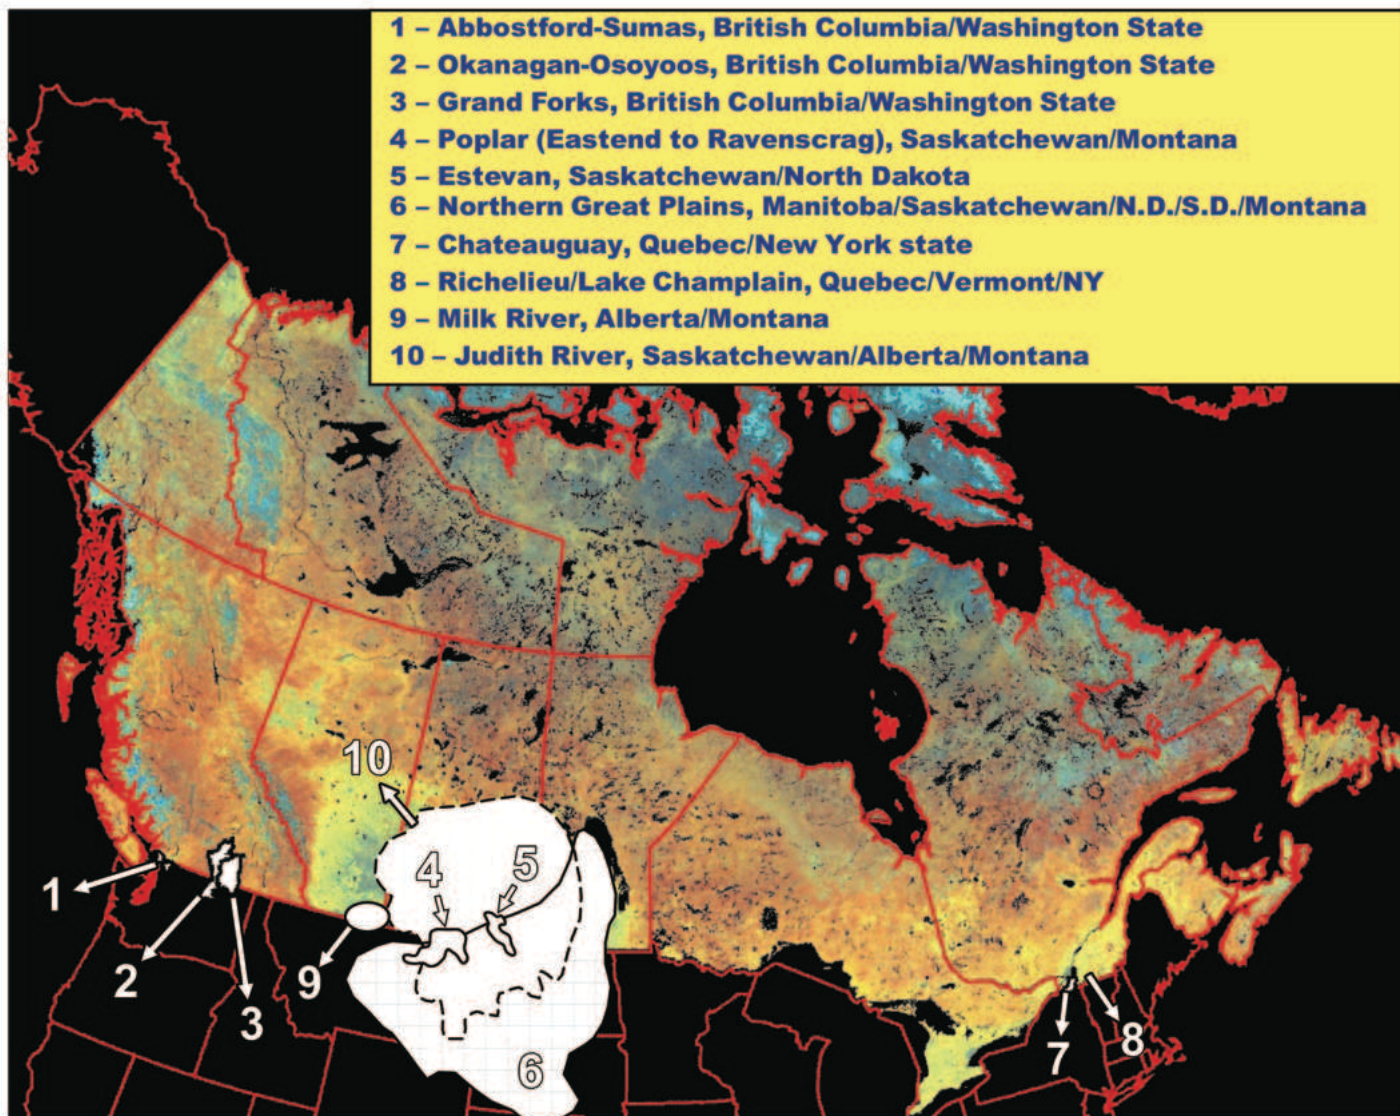 1 – Abbostford-Sumas, British Columbia/Washington State
2 – Okanagan-Osoyoos, British Columbia/Washington State
3 – Grand Forks, British Columbia/Washington State
4 – Poplar (Eastend to Ravenscrag), Saskatchewan/Montana
5 – Estevan, Saskatchewan/North Dakota
6 – Northern Great Plains, Manitoba/Saskatchewan/N.D./S.D./Montana
7 – Chateauguay, Quebec/New York state
8 – Richelieu/Lake Champlain, Quebec/Vermont/NY
9 – Milk River, Alberta/Montana
10 – Judith River, Saskatchewan/Alberta/Montana
10
4
5
1
2
3
9
6
7
8